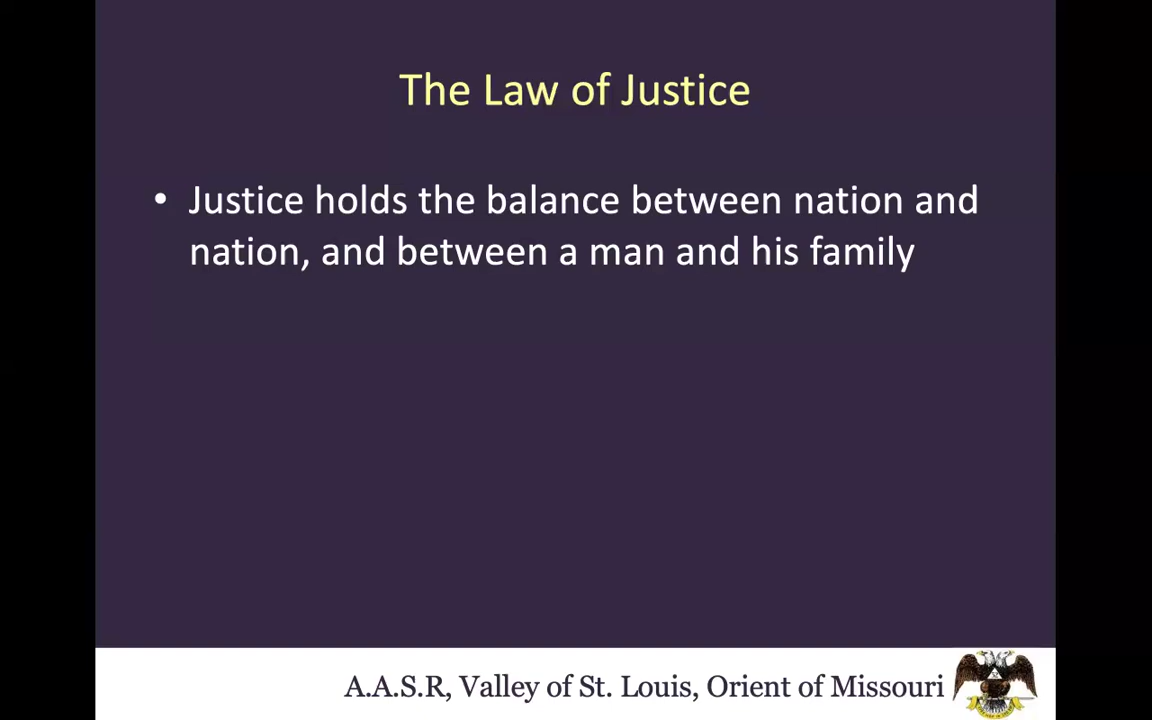 The Law of Justice
• Justice holds the balance between nation and
nation, and between a man and his family
A.A.S.R, Valley of St. Louis, Orient of Missouri